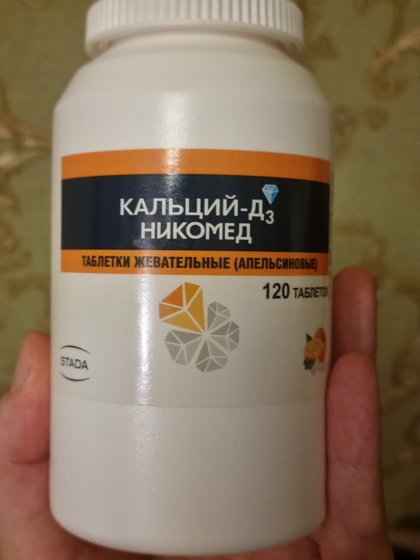 КАЛЬЦИЙ-Д3
НИКОМЕД
ТАБЛЕТКИ ЖЕВАТЕЛЬНЫЕ (АПЕЛЬСИНОВЫЕ)
120 ТАБЛЕТОК
STADA